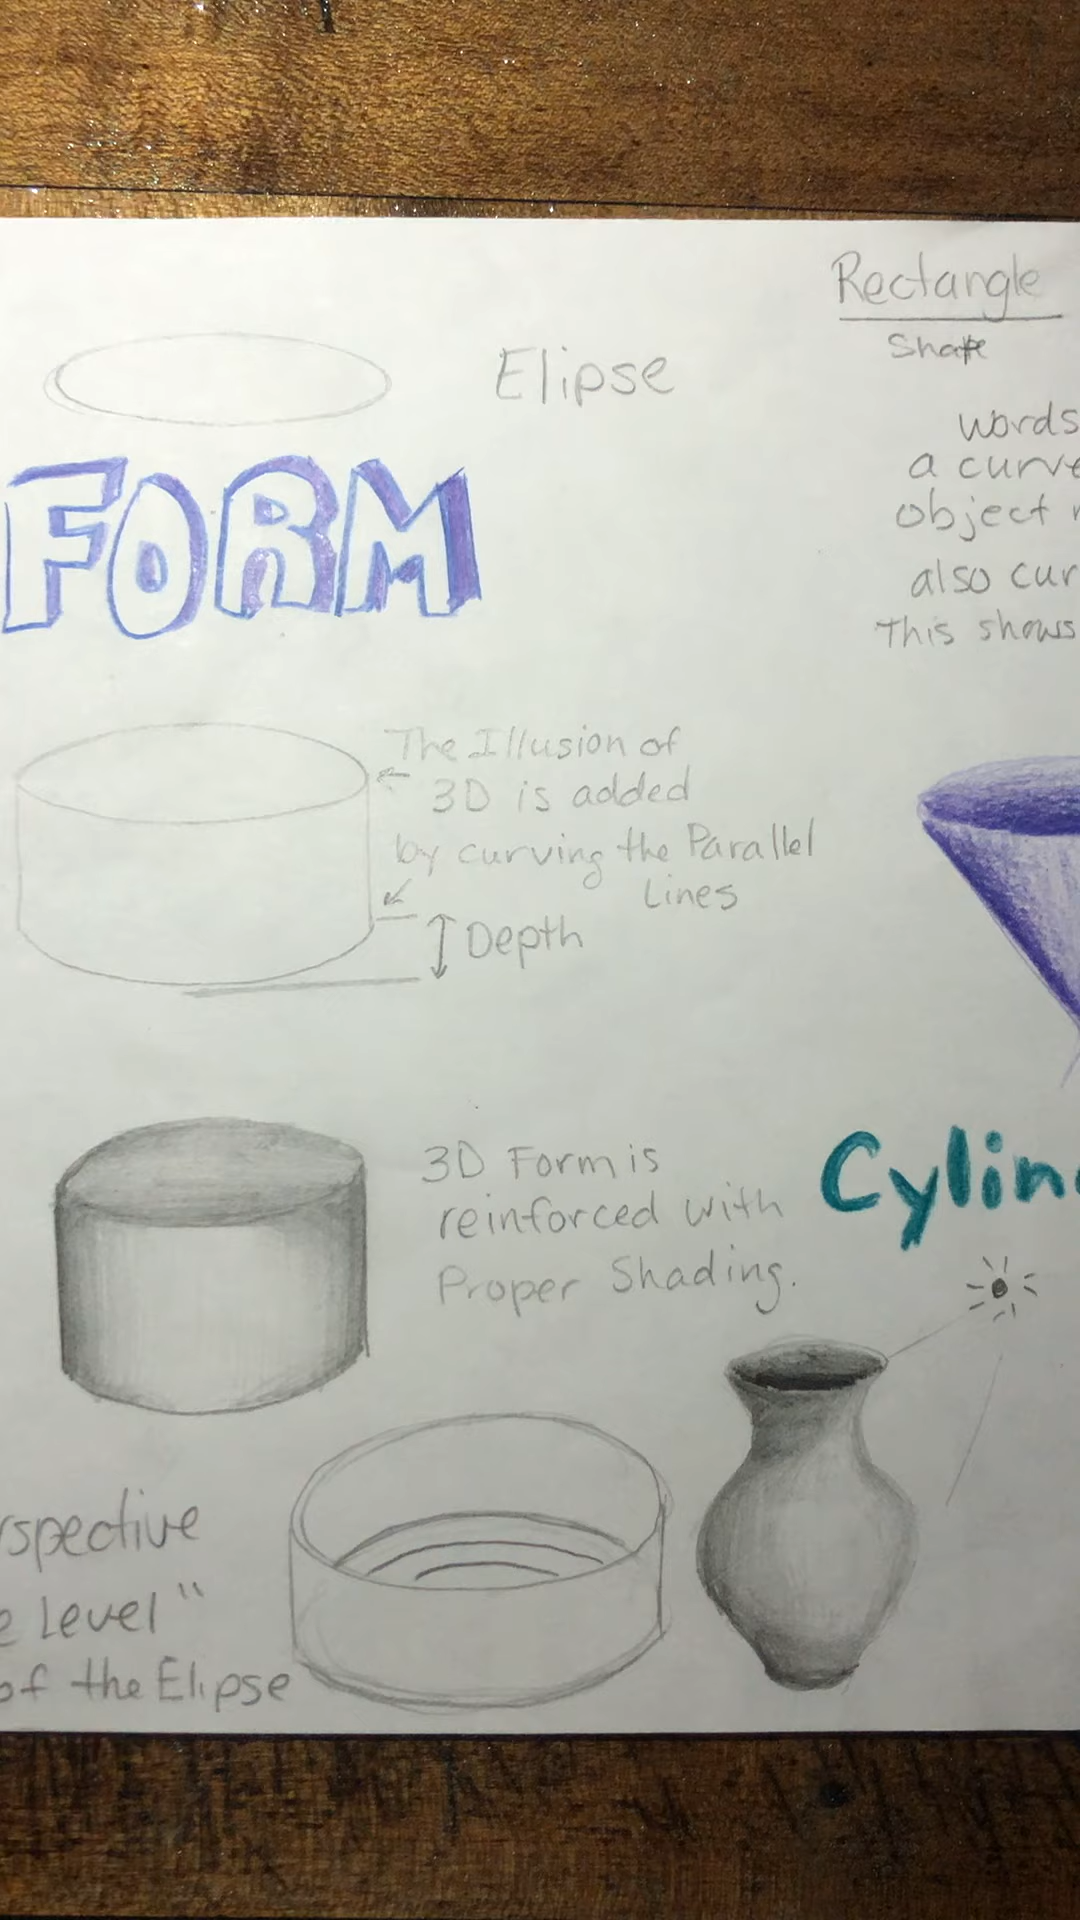 Rectangle
Shape
Elipse
words
a curve
object
also cur
This shows
FORM
The Illusion of
3D is added
by curving the Parallel
Lines
Depth
3D Form is
reinforced with
Proper Shading.
Cylin
rspective
e Level"
of the Elipse